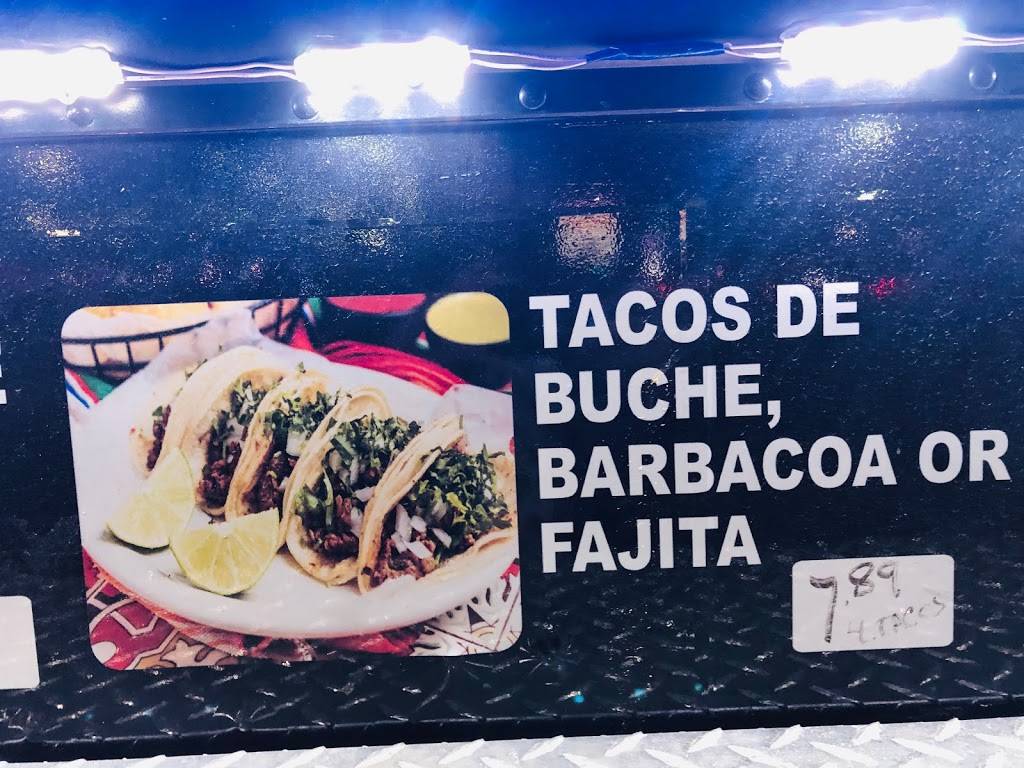 TACOS DE
BUCHE,
BARBACOA OR
FAJITA
7.89
4.TACOS